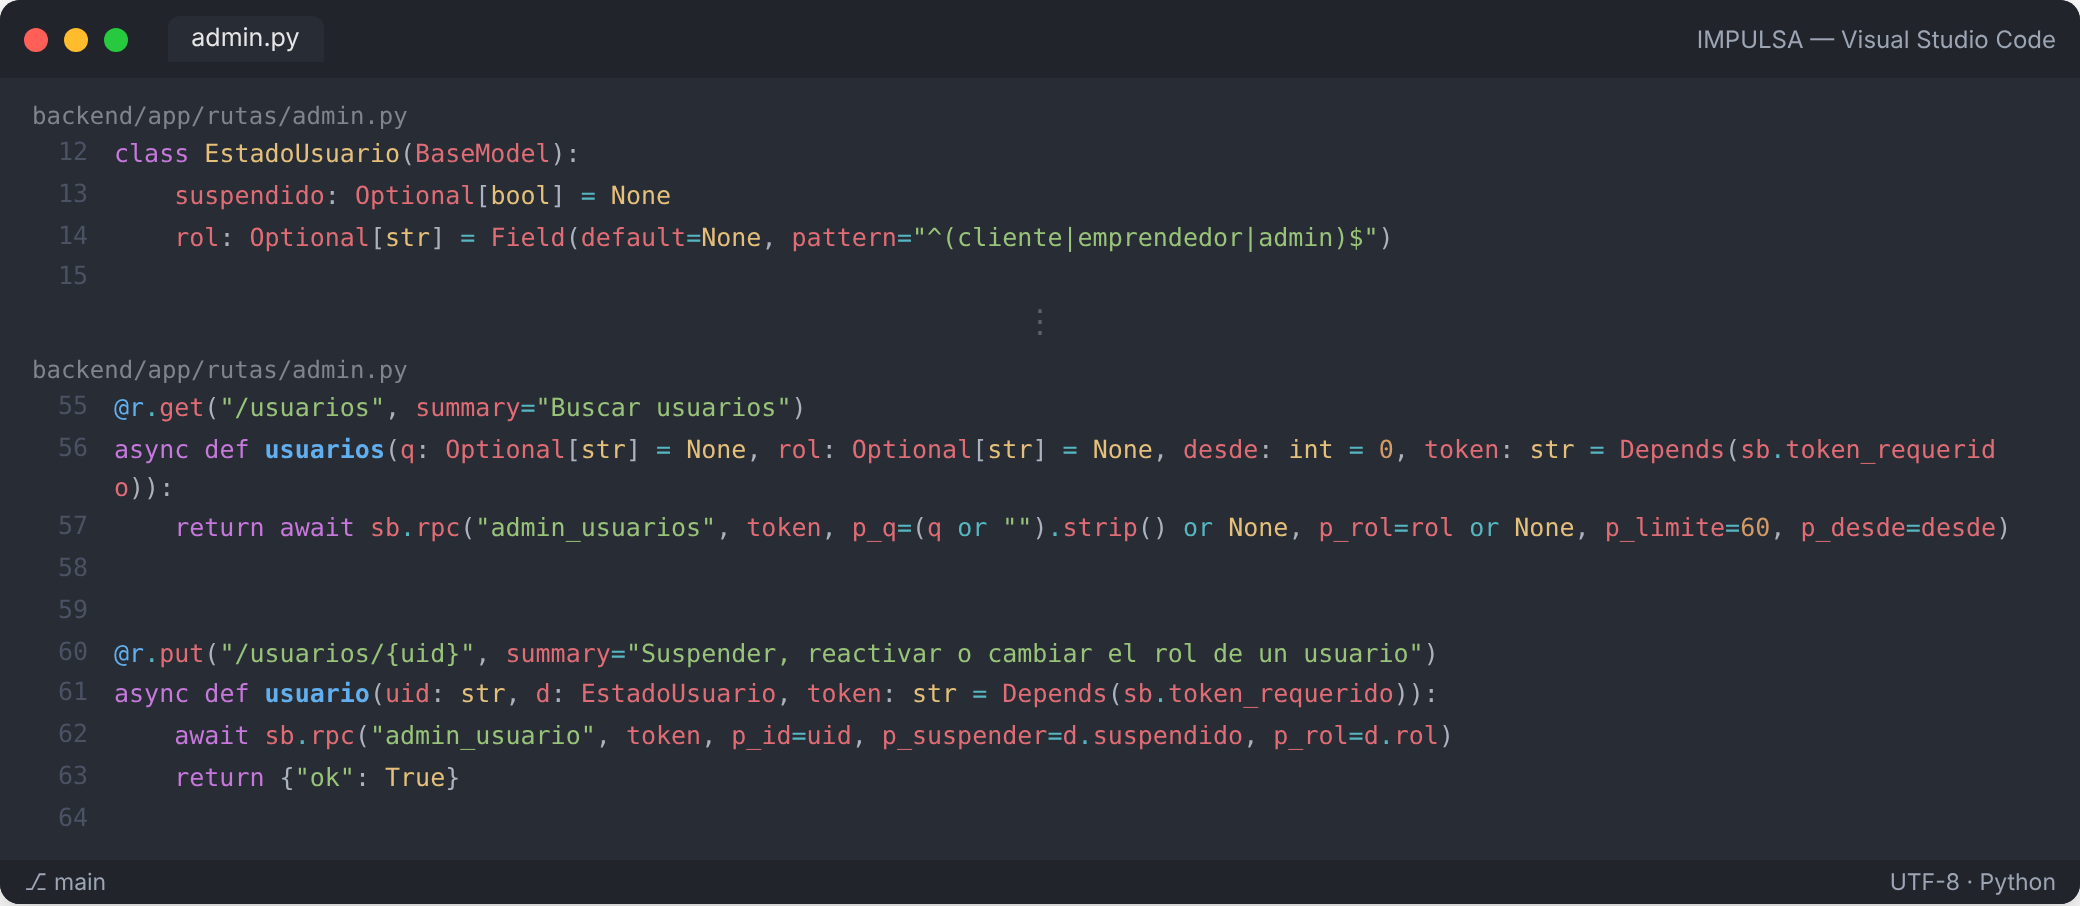 admin.py
IMPULSA — Visual Studio Code
backend/app/rutas/admin.py
12 class EstadoUsuario(BaseModel):
13     suspendido: Optional[bool] = None
14     rol: Optional[str] = Field(default=None, pattern="^(cliente|emprendedor|admin)$")
15
⋮
backend/app/rutas/admin.py
55 @r.get("/usuarios", summary="Buscar usuarios")
56 async def usuarios(q: Optional[str] = None, rol: Optional[str] = None, desde: int = 0, token: str = Depends(sb.token_requerid
o)):
57     return await sb.rpc("admin_usuarios", token, p_q=(q or "").strip() or None, p_rol=rol or None, p_limite=60, p_desde=desde)
58
59
60 @r.put("/usuarios/{uid}", summary="Suspender, reactivar o cambiar el rol de un usuario")
61 async def usuario(uid: str, d: EstadoUsuario, token: str = Depends(sb.token_requerido)):
62     await sb.rpc("admin_usuario", token, p_id=uid, p_suspender=d.suspendido, p_rol=d.rol)
63     return {"ok": True}
64
⎇ main
UTF-8 · Python